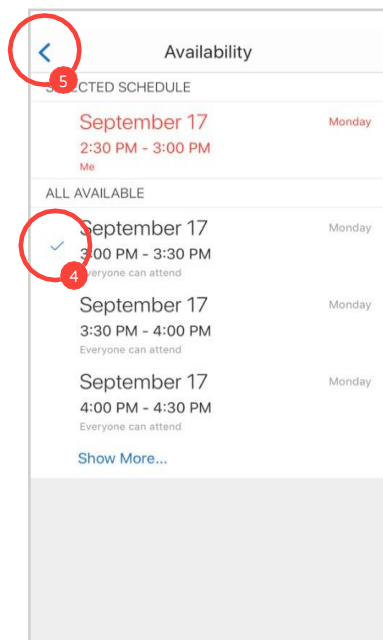 Availability
5
SELECTED SCHEDULE
September 17 Monday
2:30 PM - 3:00 PM
Me
ALL AVAILABLE
September 17 Monday
3:00 PM - 3:30 PM
4
Everyone can attend
September 17 Monday
3:30 PM - 4:00 PM
Everyone can attend
September 17 Monday
4:00 PM - 4:30 PM
Everyone can attend
Show More...